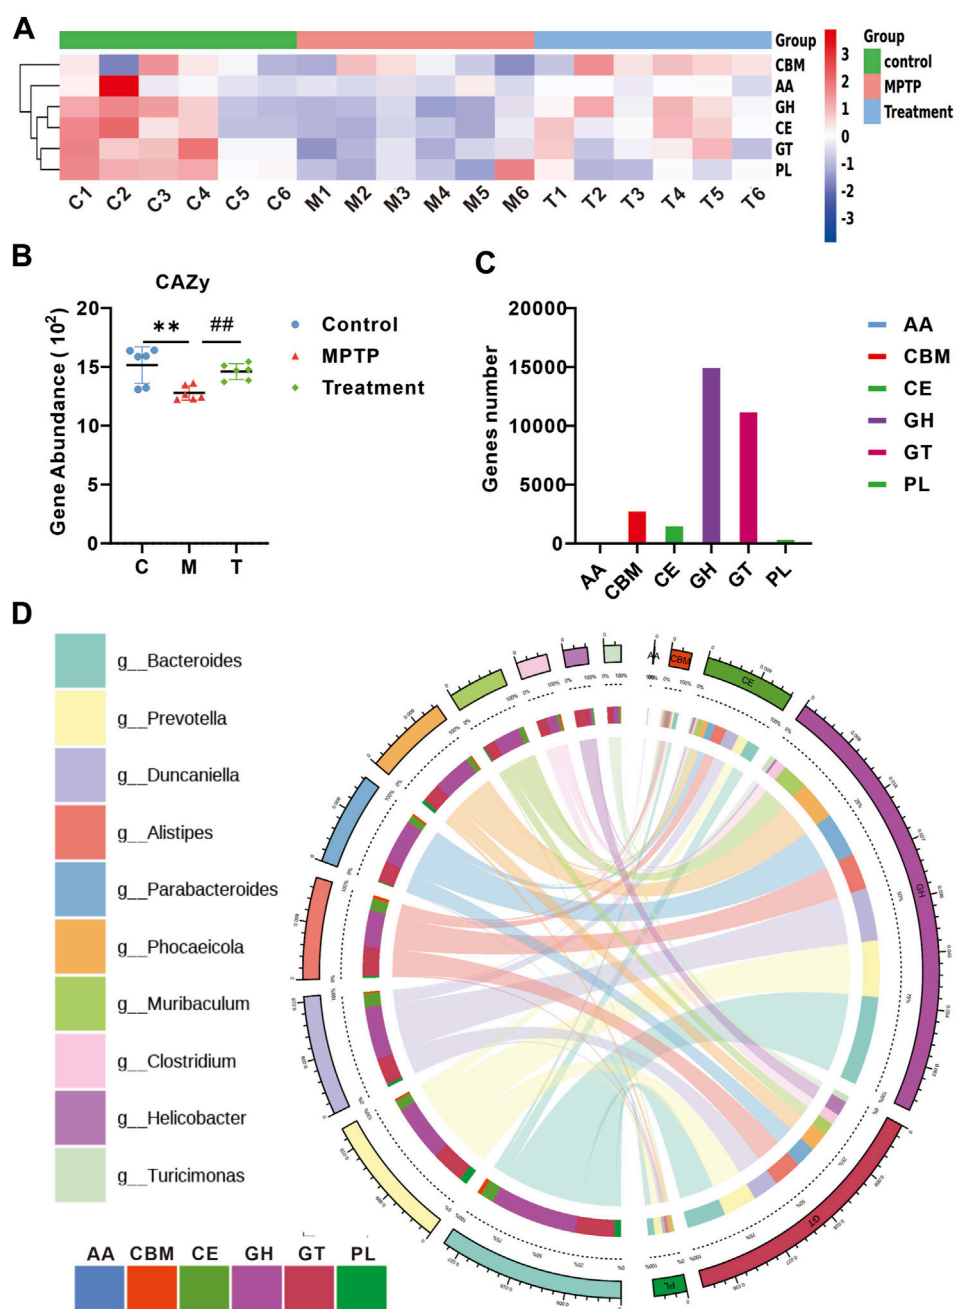 A
Group
CBM
AA
GH
CE
GT
PL
C1 C2 C3 C4 C5 C6 M1 M2 M3 M4 M5 M6 T1 T2 T3 T4 T5 T6
3
2
1
0
-1
-2
-3
Group
control
MPTP
Treatment
B
CAZy
Gene Abundance ( 10²)
20
15
10
5
0
** ##
C M T
Control
MPTP
Treatment
C
Genes number
20000
15000
10000
5000
0
AA CBM CE GH GT PL
AA
CBM
CE
GH
GT
PL
D
g__Bacteroides
g__Prevotella
g__Duncaniella
g__Alistipes
g__Parabacteroides
g__Phocaeicola
g__Muribaculum
g__Clostridium
g__Helicobacter
g__Turicimonas
AA CBM CE GH GT PL
AA
CBM
CE
GH
GT
PL